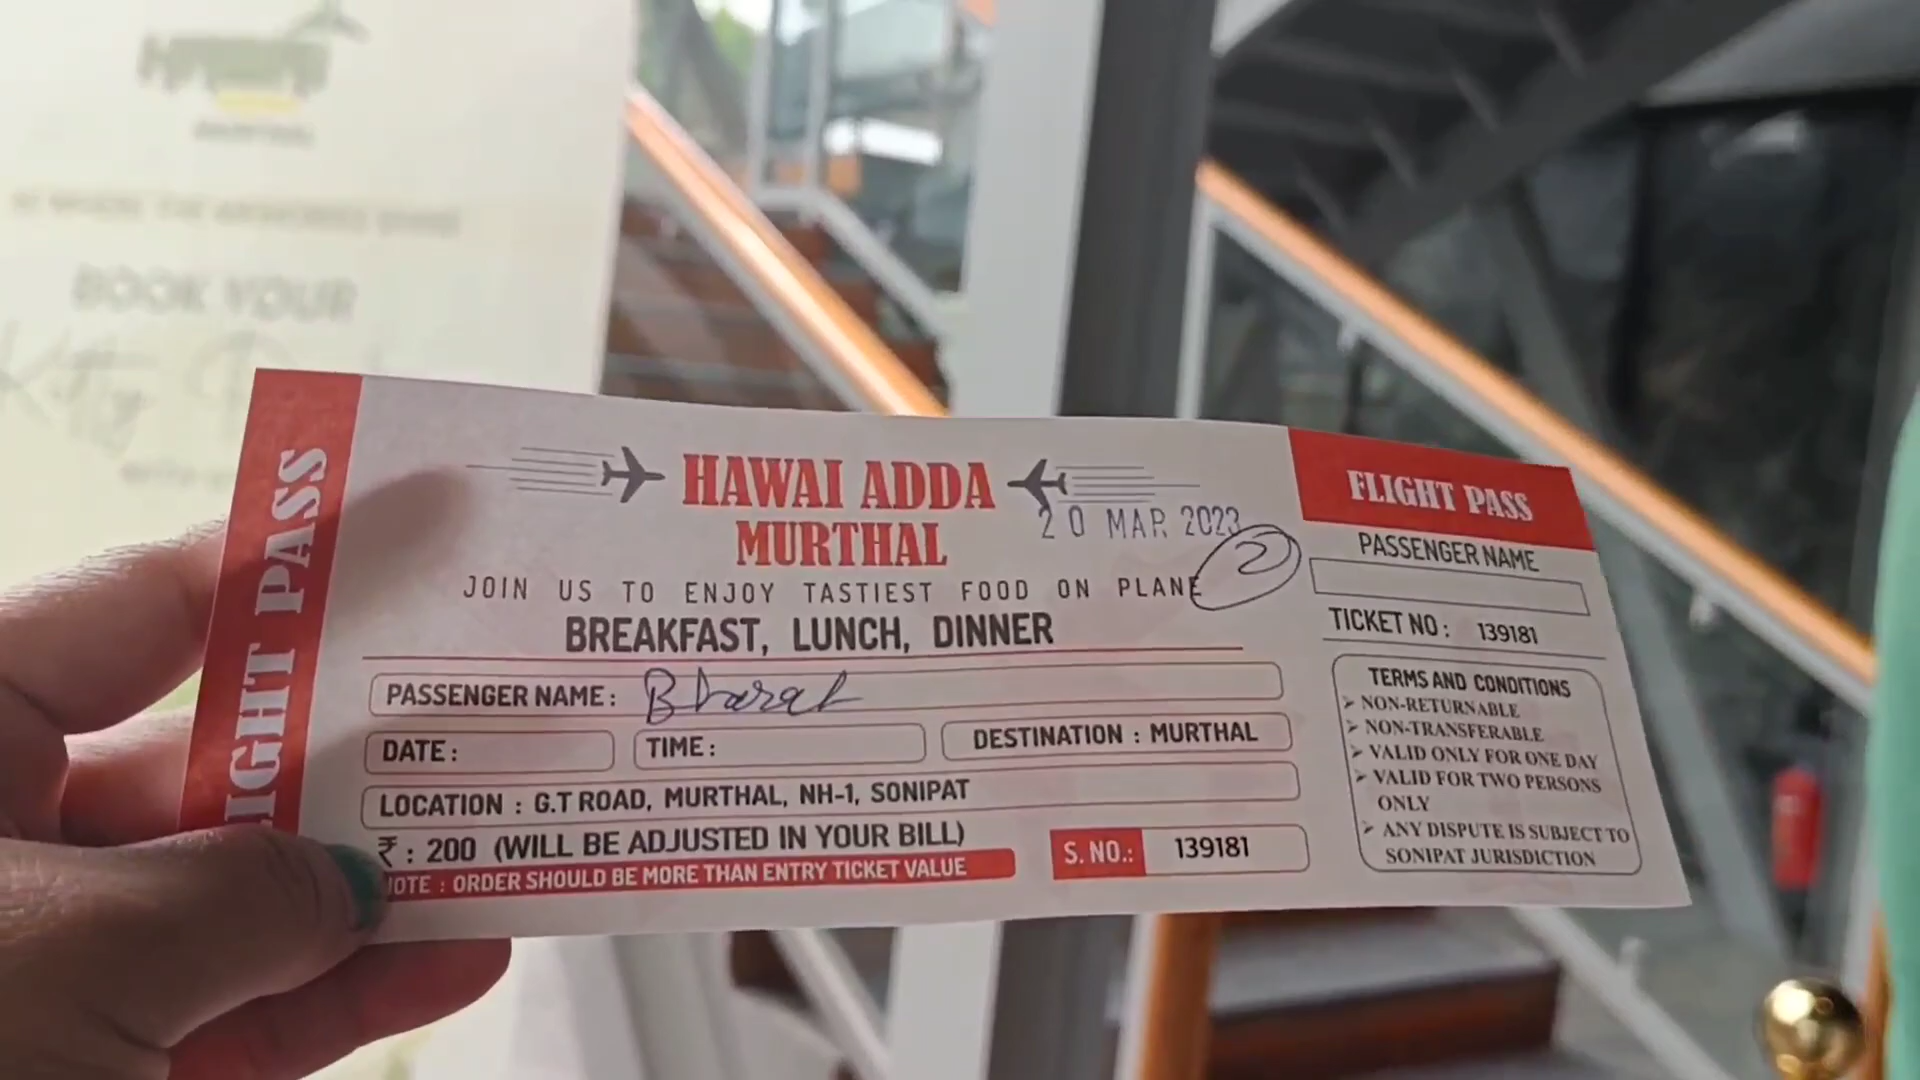 BOOK YOUR
FLIGHT PASS
HAWAI ADDA
MURTHAL
20 MAR 2023
2
JOIN US TO ENJOY TASTIEST FOOD ON PLANE
BREAKFAST, LUNCH, DINNER
PASSENGER NAME: Bharat
DATE:
TIME:
DESTINATION : MURTHAL
LOCATION : G.T ROAD, MURTHAL, NH-1, SONIPAT
₹ : 200 (WILL BE ADJUSTED IN YOUR BILL)
NOTE : ORDER SHOULD BE MORE THAN ENTRY TICKET VALUE
S. NO.: 139181
FLIGHT PASS
PASSENGER NAME
TICKET NO : 139181
TERMS AND CONDITIONS
➢ NON-RETURNABLE
➢ NON-TRANSFERABLE
➢ VALID ONLY FOR ONE DAY
➢ VALID FOR TWO PERSONS
ONLY
➢ ANY DISPUTE IS SUBJECT TO
SONIPAT JURISDICTION